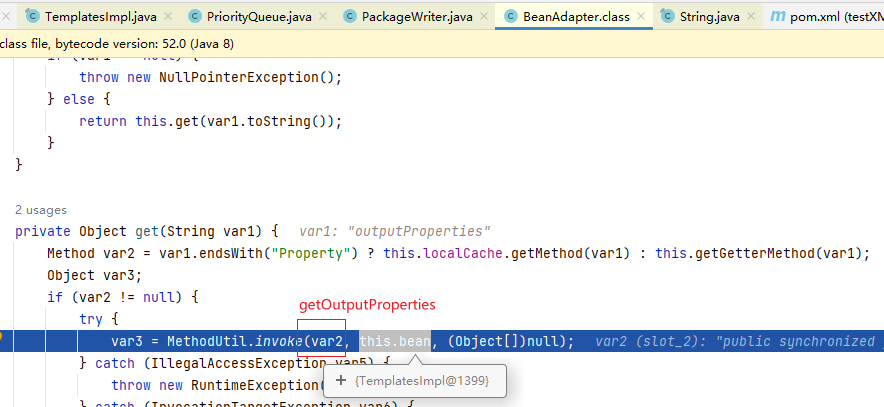 TemplatesImpl.java PriorityQueue.java PackageWriter.java BeanAdapter.class String.java pom.xml (testXM
class file, bytecode version: 52.0 (Java 8)
throw new NullPointerException();
} else {
return this.get(var1.toString());
}
}
2 usages
private Object get(String var1) { var1: "outputProperties"
Method var2 = var1.endsWith("Property") ? this.localCache.getMethod(var1) : this.getGetterMethod(var1);
Object var3;
if (var2 != null) {
getOutputProperties
try {
var3 = MethodUtil.invoke(var2, this.bean, (Object[])null); var2 (slot_2): "public synchronized
} catch (IllegalAccessException var5) {
+ {TemplatesImpl@1399}
throw new RuntimeException(
} catch (InvocationTargetException var6) {